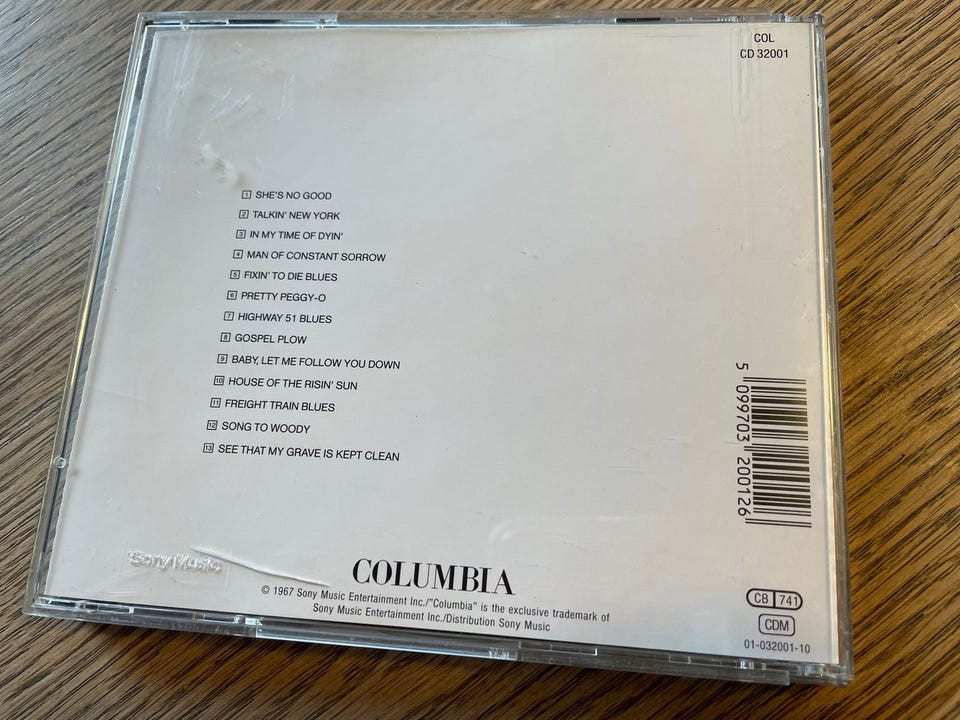 COL
CD 32001
1 SHE'S NO GOOD
2 TALKIN' NEW YORK
3 IN MY TIME OF DYIN'
4 MAN OF CONSTANT SORROW
5 FIXIN' TO DIE BLUES
6 PRETTY PEGGY-O
7 HIGHWAY 51 BLUES
8 GOSPEL PLOW
9 BABY, LET ME FOLLOW YOU DOWN
10 HOUSE OF THE RISIN' SUN
11 FREIGHT TRAIN BLUES
12 SONG TO WOODY
13 SEE THAT MY GRAVE IS KEPT CLEAN
5 099703 200126
Sony Music
COLUMBIA
© 1967 Sony Music Entertainment Inc./"Columbia" is the exclusive trademark of
Sony Music Entertainment Inc./Distribution Sony Music
CB 741
CDM
01-032001-10